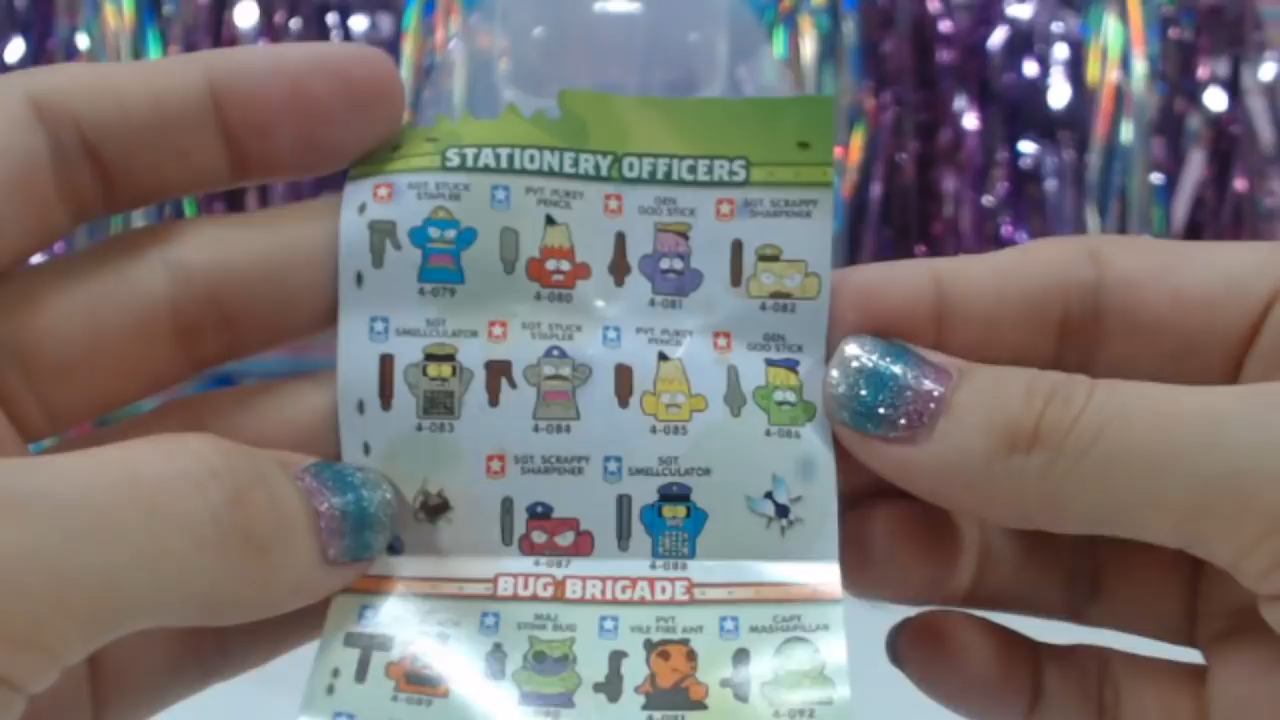 STATIONERY OFFICERS
SGT. STUCK STAPLER
PVT. PUKEY PENCIL
GEN. GOO STICK
SGT. SCRAPPY SHARPENER
4-079
4-080
4-081
4-082
SGT. SMELLCULATOR
SGT. STUCK STAPLER
PVT. PUKEY PENCIL
GEN. GOO STICK
4-083
4-084
4-085
4-086
SGT. SCRAPPY SHARPENER
SGT. SMELLCULATOR
4-087
4-088
BUG BRIGADE
MAJ. STINK BUG
PVT. VILE FIRE ANT
CAPT. MASHAPILLAR
4-089
4-091
4-092